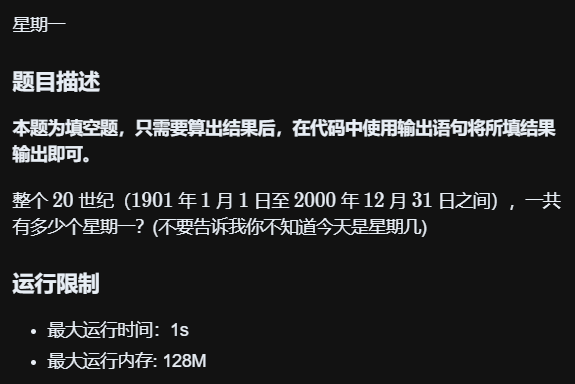 星期一
题目描述
本题为填空题，只需要算出结果后，在代码中使用输出语句将所填结果
输出即可。
整个 20 世纪（1901 年 1 月 1 日至 2000 年 12 月 31 日之间），一共
有多少个星期一？(不要告诉我你不知道今天是星期几)
运行限制
• 最大运行时间：1s
• 最大运行内存: 128M